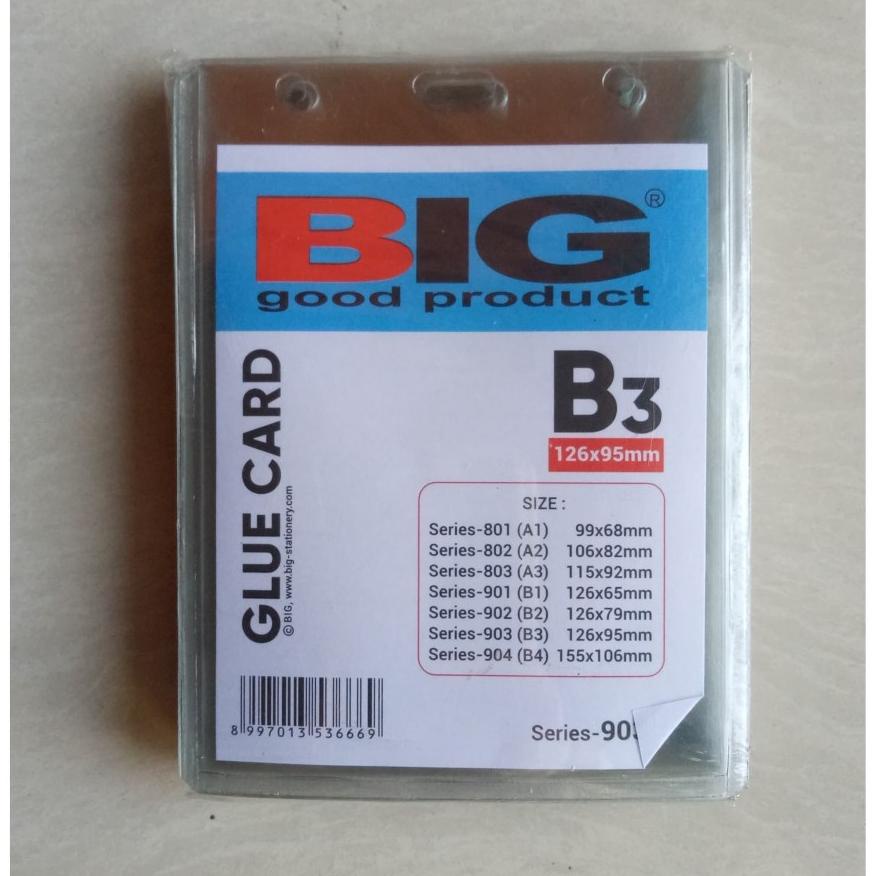 BIG®
good product
GLUE CARD
© BIG, www.big-stationery.com
B3
126x95mm
SIZE :
Series-801 (A1) 99x68mm
Series-802 (A2) 106x82mm
Series-803 (A3) 115x92mm
Series-901 (B1) 126x65mm
Series-902 (B2) 126x79mm
Series-903 (B3) 126x95mm
Series-904 (B4) 155x106mm
8 997013 536669
Series-90